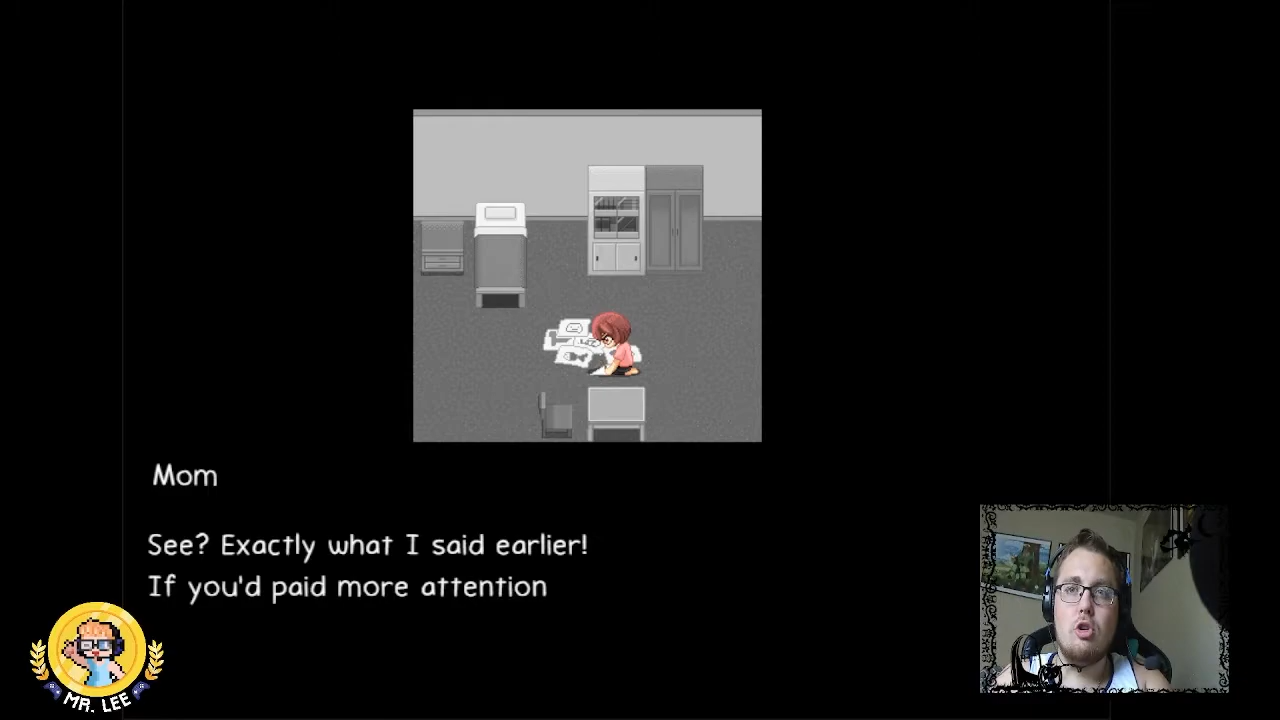 Mom
See? Exactly what I said earlier!
If you'd paid more attention
MR. LEE